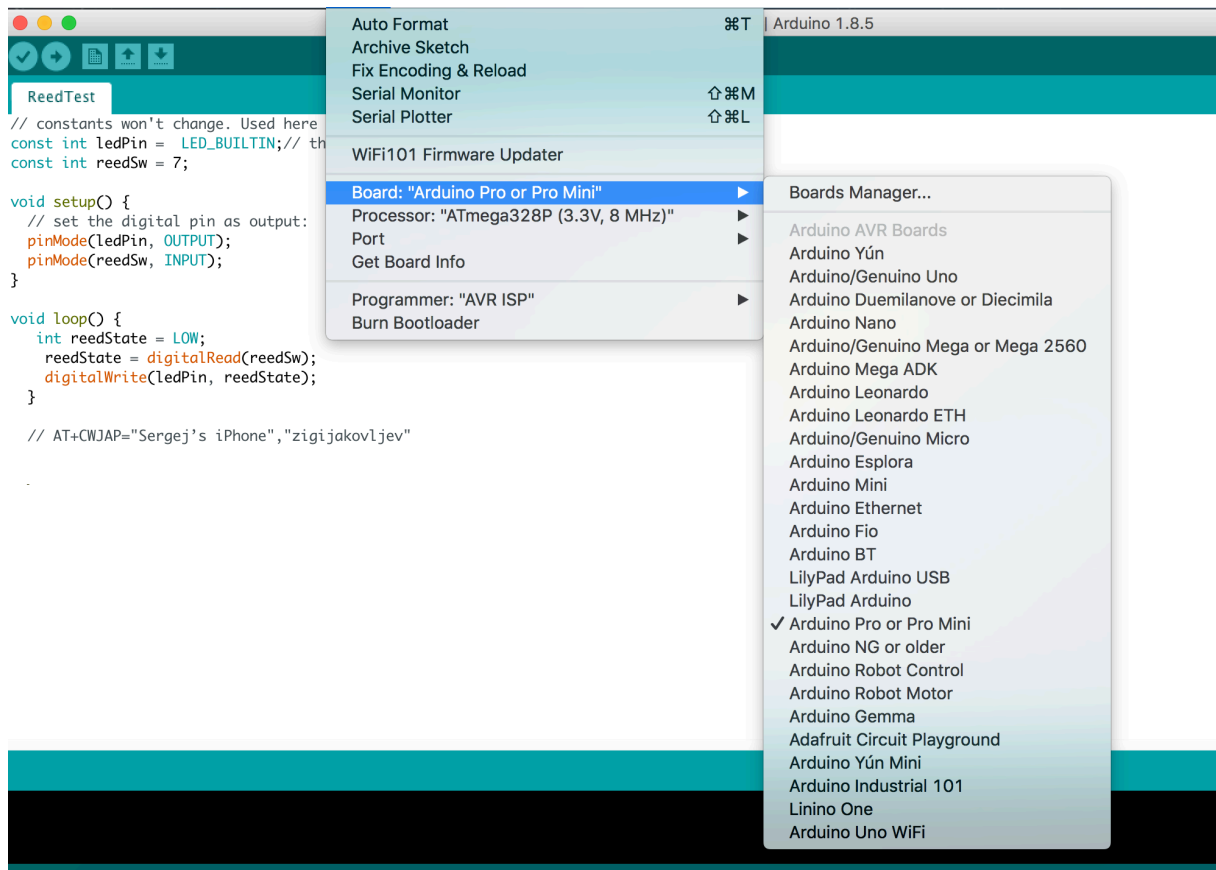 | Arduino 1.8.5
ReedTest
// constants won't change. Used here
const int ledPin =  LED_BUILTIN;// th
const int reedSw = 7;
void setup() {
// set the digital pin as output:
pinMode(ledPin, OUTPUT);
pinMode(reedSw, INPUT);
}
void loop() {
int reedState = LOW;
reedState = digitalRead(reedSw);
digitalWrite(ledPin, reedState);
}
// AT+CWJAP="Sergej’s iPhone","zigijakovljev"
Auto Format ⌘T
Archive Sketch
Fix Encoding & Reload
Serial Monitor ⇧⌘M
Serial Plotter ⇧⌘L
WiFi101 Firmware Updater
Board: "Arduino Pro or Pro Mini"
Processor: "ATmega328P (3.3V, 8 MHz)"
Port
Get Board Info
Programmer: "AVR ISP"
Burn Bootloader
Boards Manager...
Arduino AVR Boards
Arduino Yún
Arduino/Genuino Uno
Arduino Duemilanove or Diecimila
Arduino Nano
Arduino/Genuino Mega or Mega 2560
Arduino Mega ADK
Arduino Leonardo
Arduino Leonardo ETH
Arduino/Genuino Micro
Arduino Esplora
Arduino Mini
Arduino Ethernet
Arduino Fio
Arduino BT
LilyPad Arduino USB
LilyPad Arduino
✓ Arduino Pro or Pro Mini
Arduino NG or older
Arduino Robot Control
Arduino Robot Motor
Arduino Gemma
Adafruit Circuit Playground
Arduino Yún Mini
Arduino Industrial 101
Linino One
Arduino Uno WiFi